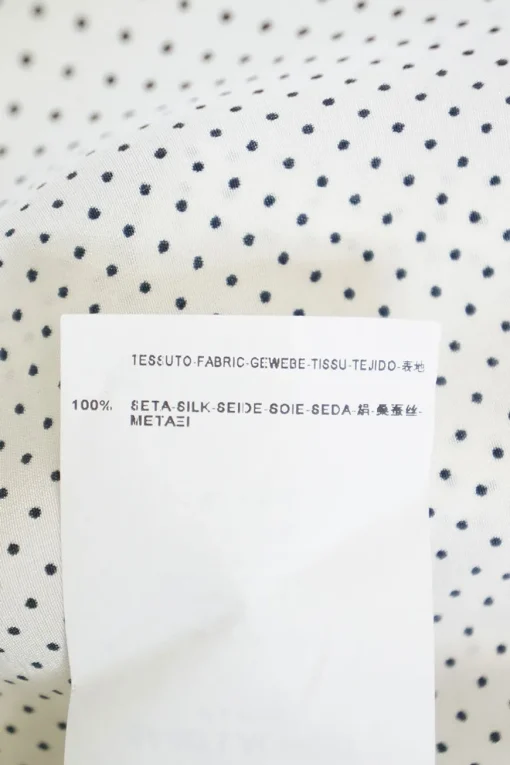 TESSUTO-FABRIC-GEWEBE-TISSU-TEJIDO-表地
100% SETA-SILK-SEIDE-SOIE-SEDA-絹-桑蚕丝-
METAΞI